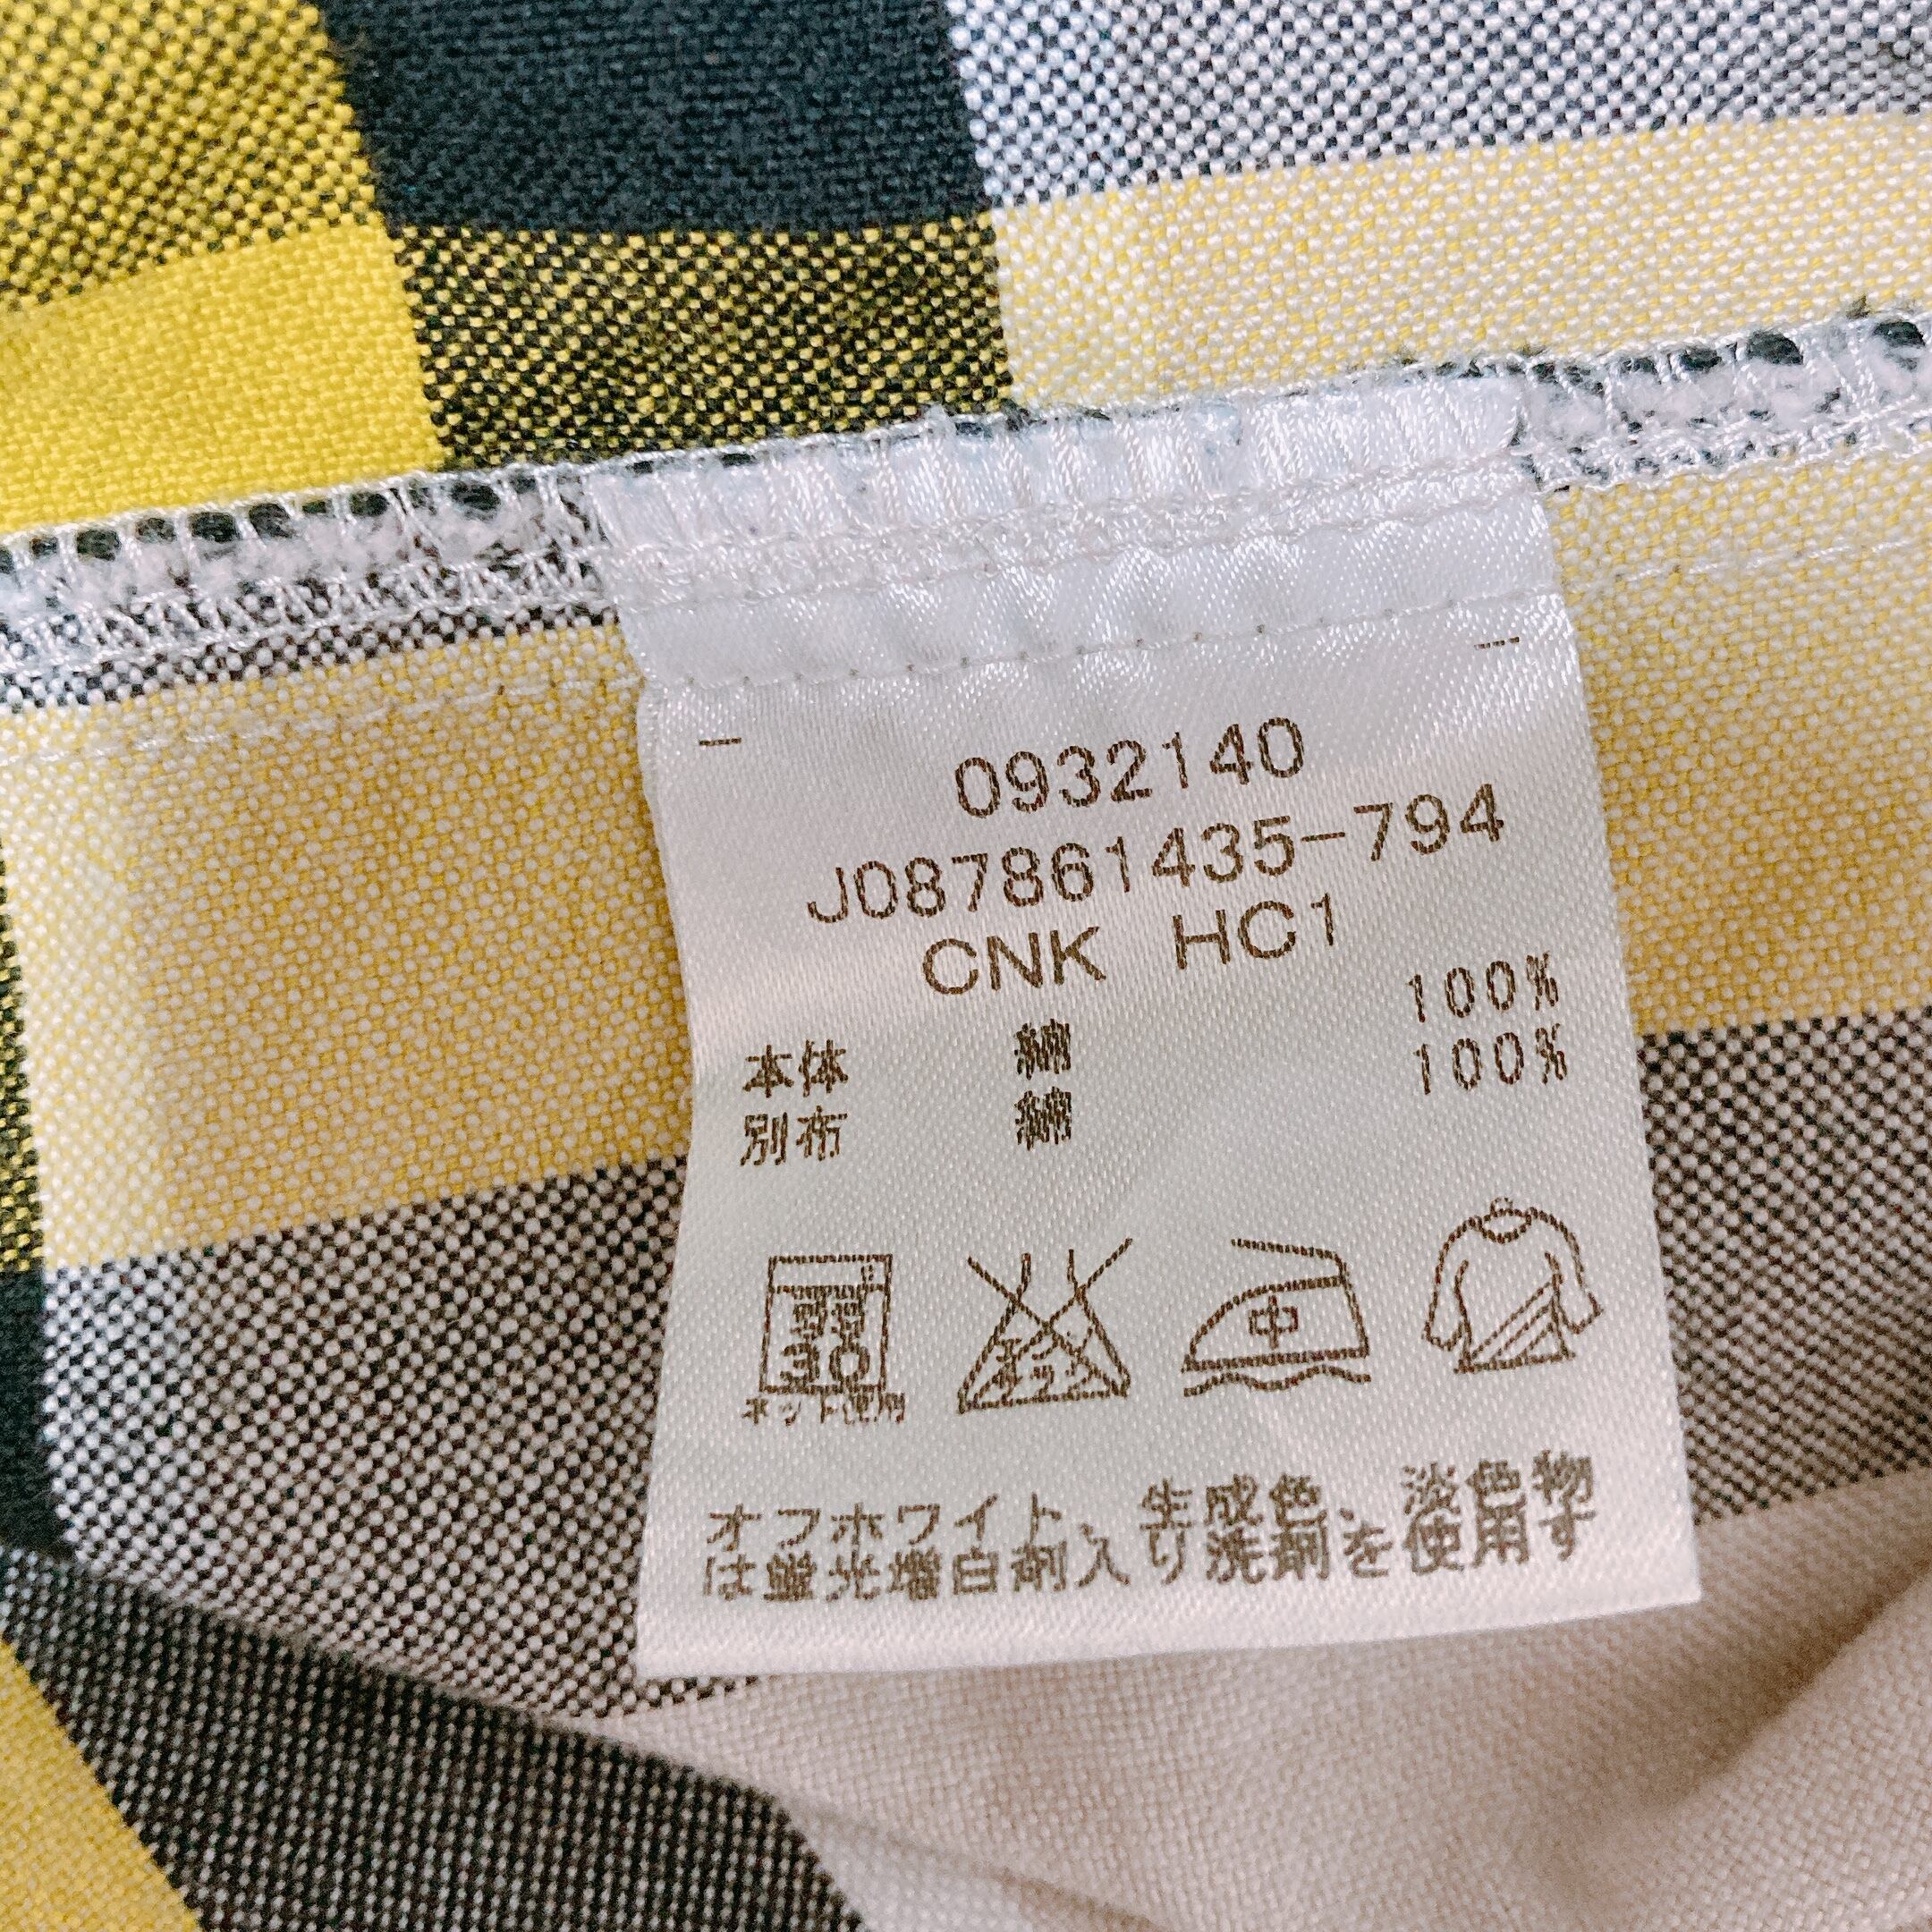 0932140
J087861435-794
CNK HC1
本体 綿 100%
別布 綿 100%
弱 30 中
ネット使用
オフホワイト、生成色、淡色物
は蛍光増白剤入り洗剤を使用す